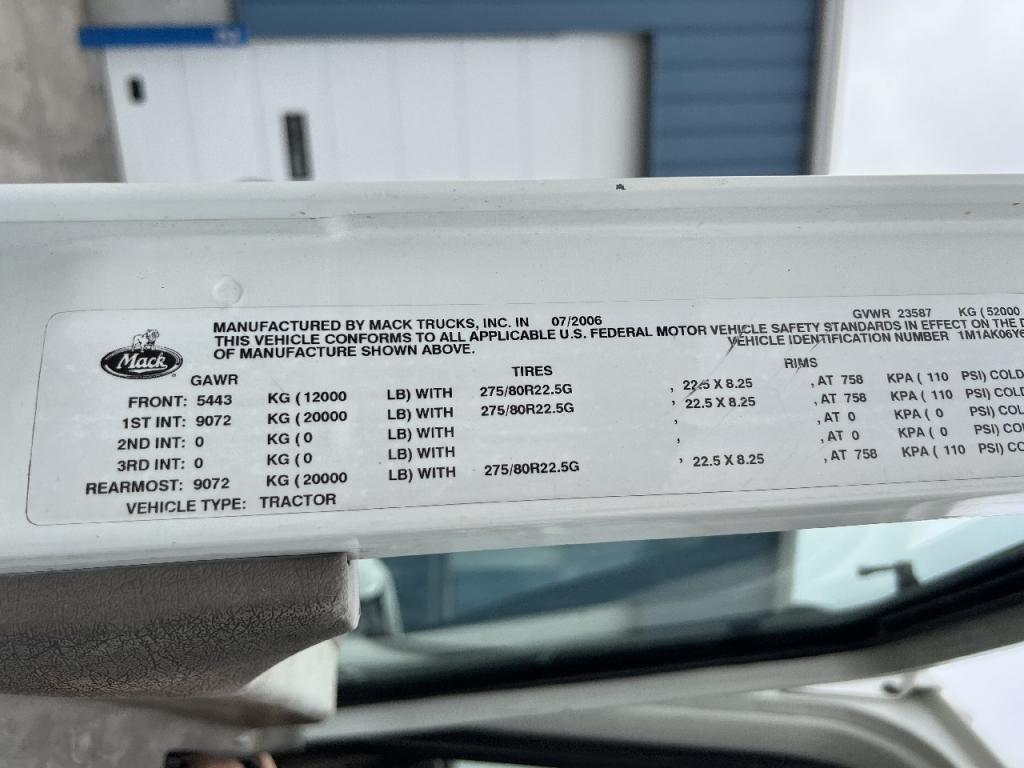 GVWR 23587 KG ( 52000
MANUFACTURED BY MACK TRUCKS, INC. IN 07/2006
THIS VEHICLE CONFORMS TO ALL APPLICABLE U.S. FEDERAL MOTOR VEHICLE SAFETY STANDARDS IN EFFECT ON THE D
OF MANUFACTURE SHOWN ABOVE. VEHICLE IDENTIFICATION NUMBER 1M1AK06Y6
Mack
GAWR TIRES RIMS
FRONT: 5443 KG ( 12000 LB) WITH 275/80R22.5G , 22.5 X 8.25 , AT 758 KPA ( 110 PSI) COLD
1ST INT: 9072 KG ( 20000 LB) WITH 275/80R22.5G , 22.5 X 8.25 , AT 758 KPA ( 110 PSI) COLD
2ND INT: 0 KG ( 0 LB) WITH , , AT 0 KPA ( 0 PSI) COL
3RD INT: 0 KG ( 0 LB) WITH , , AT 0 KPA ( 0 PSI) COL
REARMOST: 9072 KG ( 20000 LB) WITH 275/80R22.5G , 22.5 X 8.25 , AT 758 KPA ( 110 PSI) CO
VEHICLE TYPE: TRACTOR